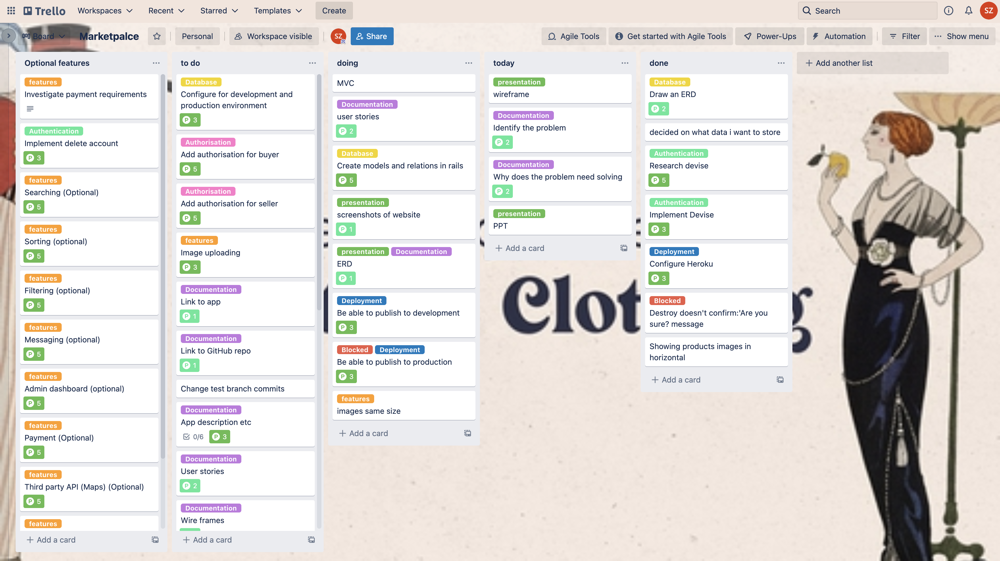 Trello
Workspaces
Recent
Starred
Templates
Create
Search
SZ
Board
Marketpalce
Personal
Workspace visible
SZ
Share
Agile Tools
Get started with Agile Tools
Power-Ups
Automation
Filter
Show menu
Optional features
features
Investigate payment requirements
Authentication
Implement delete account
P 3
features
Searching (Optional)
P 5
features
Sorting (optional)
P 5
features
Filtering (optional)
P 5
features
Messaging (optional)
P 5
features
Admin dashboard (optional)
P 5
features
Payment (Optional)
P 5
features
Third party API (Maps) (Optional)
P 5
features
Add a card
to do
Database
Configure for development and
production environment
P 3
Authorisation
Add authorisation for buyer
P 5
Authorisation
Add authorisation for seller
P 5
features
Image uploading
P 3
Documentation
Link to app
P 1
Documentation
Link to GitHub repo
P 1
Change test branch commits
Documentation
App description etc
0/6 P 3
Documentation
User stories
P 2
Documentation
Wire frames
Add a card
doing
MVC
Documentation
user stories
P 2
Database
Create models and relations in rails
P 5
presentation
screenshots of website
P 1
presentation Documentation
ERD
P 1
Deployment
Be able to publish to development
P 3
Blocked Deployment
Be able to publish to production
P 3
features
images same size
Add a card
today
presentation
wireframe
Documentation
Identify the problem
P 2
Documentation
Why does the problem need solving
P 2
presentation
PPT
Add a card
done
Database
Draw an ERD
P 2
decided on what data i want to store
Authentication
Research devise
P 5
Authentication
Implement Devise
P 3
Deployment
Configure Heroku
P 3
Blocked
Destroy doesn't confirm:'Are you
sure? message
Showing products images in
horizontal
Add a card
Add another list
Clot g